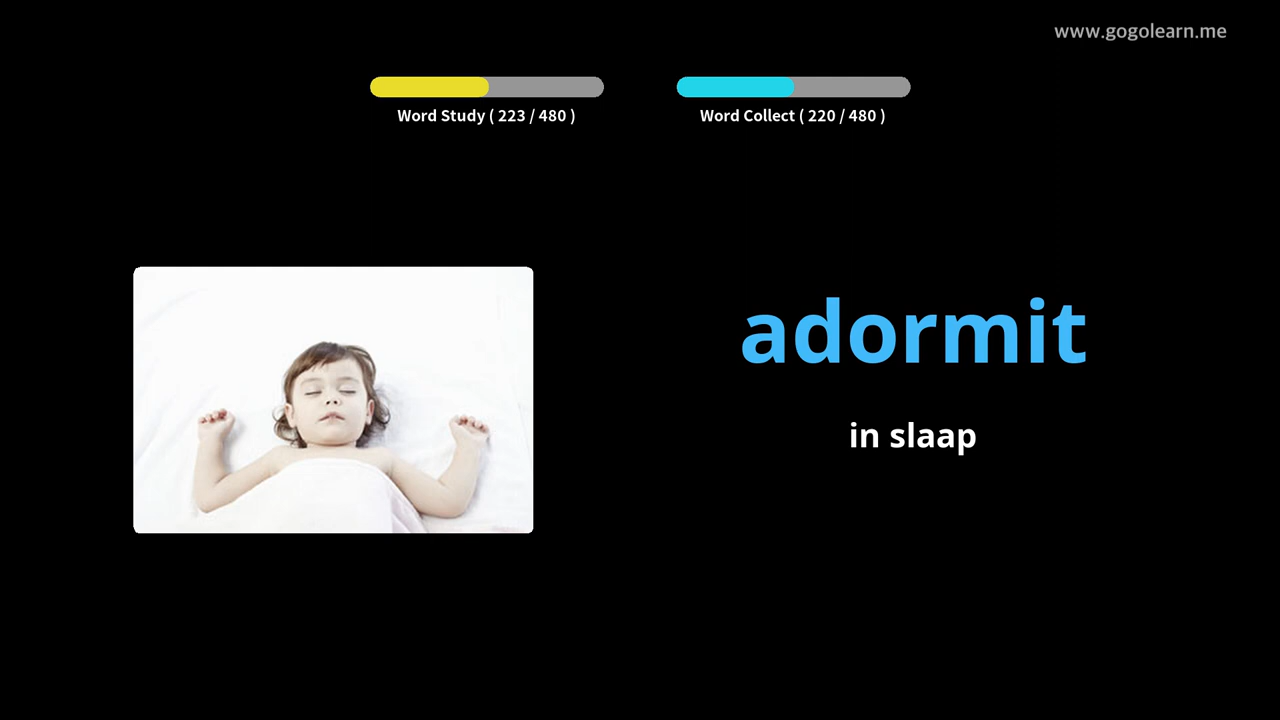 www.gogolearn.me
Word Study ( 223 / 480 )
Word Collect ( 220 / 480 )
adormit
in slaap